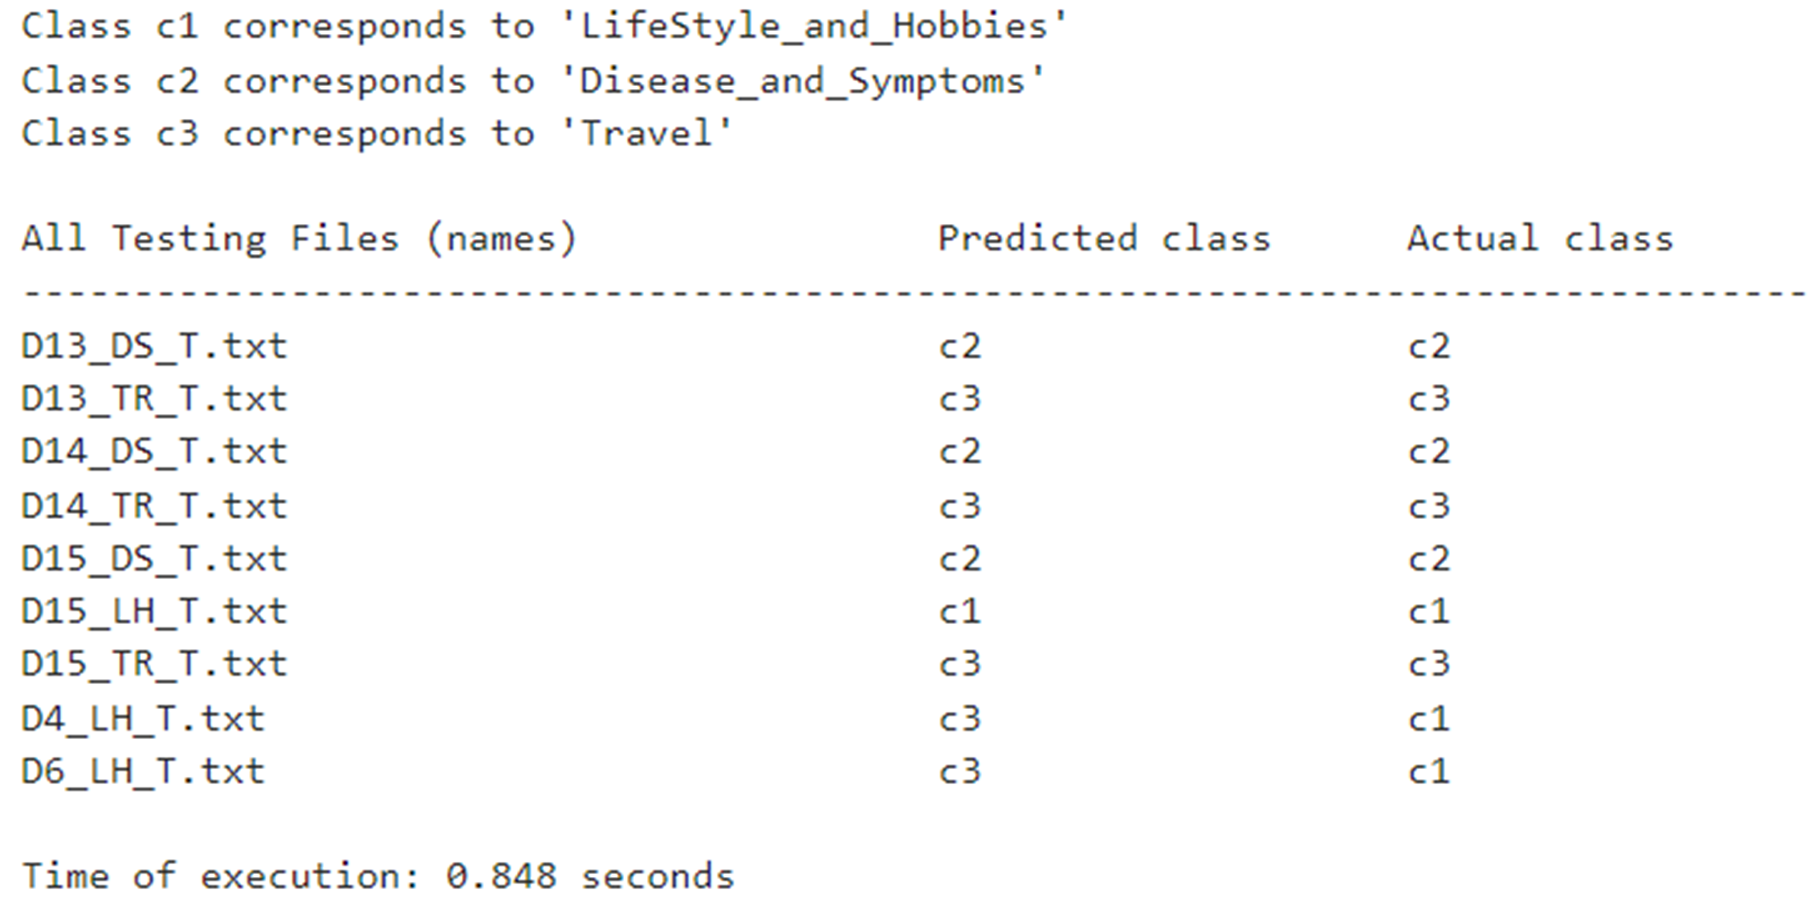 Class c1 corresponds to 'LifeStyle_and_Hobbies'
Class c2 corresponds to 'Disease_and_Symptoms'
Class c3 corresponds to 'Travel'
All Testing Files (names) Predicted class Actual class
--------------------------------------------------------------------------------
D13_DS_T.txt c2 c2
D13_TR_T.txt c3 c3
D14_DS_T.txt c2 c2
D14_TR_T.txt c3 c3
D15_DS_T.txt c2 c2
D15_LH_T.txt c1 c1
D15_TR_T.txt c3 c3
D4_LH_T.txt c3 c1
D6_LH_T.txt c3 c1
Time of execution: 0.848 seconds